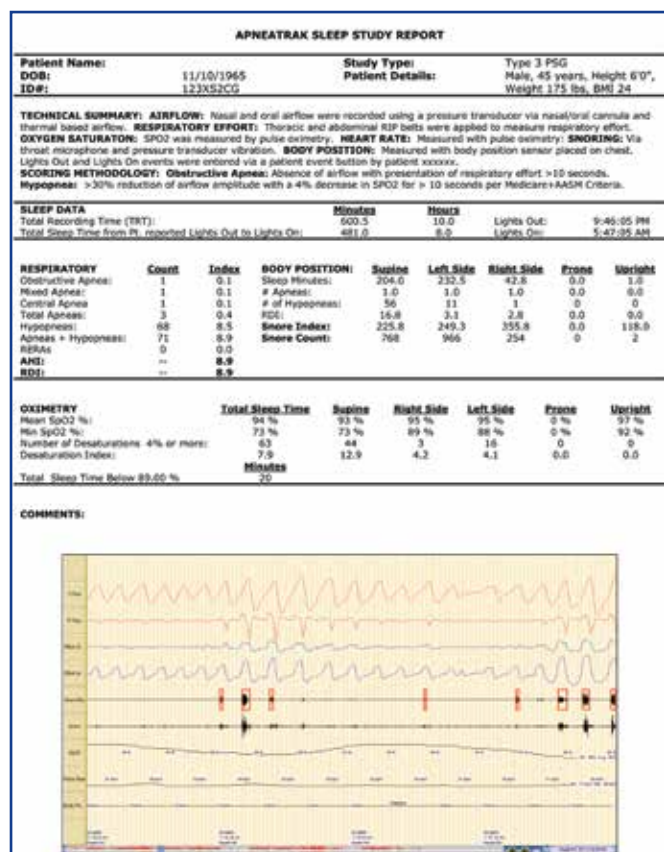 APNEATRAK SLEEP STUDY REPORT
Patient Name: Study Type: Type 3 PSG
DOB: 11/10/1965 Patient Details: Male, 45 years, Height 6'0",
ID#: 123XS2CG Weight 175 lbs, BMI 24
TECHNICAL SUMMARY: AIRFLOW: Nasal and oral airflow were recorded using a pressure transducer via nasal/oral cannula and
thermal based airflow. RESPIRATORY EFFORT: Thoracic and abdominal RIP belts were applied to measure respiratory effort.
OXYGEN SATURATON: SPO2 was measured by pulse oximetry. HEART RATE: Measured with pulse oximetry: SNORING: Via
throat microphone and pressure transducer vibration. BODY POSITION: Measured with body position sensor placed on chest.
Lights Out and Lights On events were entered via a patient event button by patient xxxxxx.
SCORING METHODOLOGY: Obstructive Apnea: Absence of airflow with presentation of respiratory effort >10 seconds.
Hypopnea: >30% reduction of airflow amplitude with a 4% decrease in SPO2 for > 10 seconds per Medicare+AASM Criteria.
SLEEP DATA Minutes Hours
Total Recording Time (TRT): 600.5 10.0 Lights Out: 9:46:05 PM
Total Sleep Time from Pt. reported Lights Out to Lights On: 481.0 8.0 Lights On: 5:47:05 AM
RESPIRATORY Count Index BODY POSITION: Supine Left Side Right Side Prone Upright
Obstructive Apnea: 1 0.1 Sleep Minutes: 204.0 232.5 42.8 0.0 1.0
Mixed Apnea: 1 0.1 # Apneas: 1.0 1.0 1.0 0.0 0.0
Central Apnea 1 0.1 # of Hypopneas: 56 11 1 0 0
Total Apneas: 3 0.4 RDI: 16.8 3.1 2.8 0.0 0.0
Hypopneas: 68 8.5 Snore Index: 225.8 249.3 355.8 0.0 118.0
Apneas + Hypopneas: 71 8.9 Snore Count: 768 966 254 0 2
RERAs 0 0.0
AHI: -- 8.9
RDI: -- 8.9
OXIMETRY Total Sleep Time Supine Right Side Left Side Prone Upright
Mean SpO2 %: 94 % 93 % 95 % 95 % 0 % 97 %
Min SpO2 %: 73 % 73 % 89 % 88 % 0 % 92 %
Number of Desaturations 4% or more: 63 44 3 16 0 0
Desaturation Index: 7.9 12.9 4.2 4.1 0.0 0.0
Minutes
Total Sleep Time Below 89.00 % 20
COMMENTS: